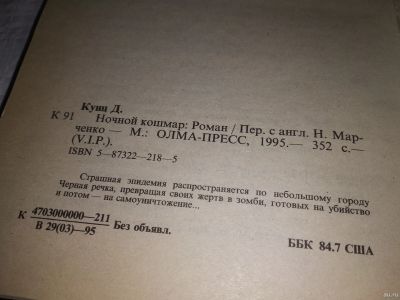 Кунц Д.
К 91 Ночной кошмар: Роман / Пер. с англ. Н. Мар-
ченко — М.: ОЛМА-ПРЕСС, 1995.— 352 с.—
(V.I.P.).
ISBN 5—87322—218—5
Страшная эпидемия распространяется по небольшому городу
Черная речка, превращая своих жертв в зомби, готовых на убийство
и потом — на самоуничтожение...
К 4703000000—211
В 29(03)—95 Без объявл.
ББК 84.7 США
au.ru